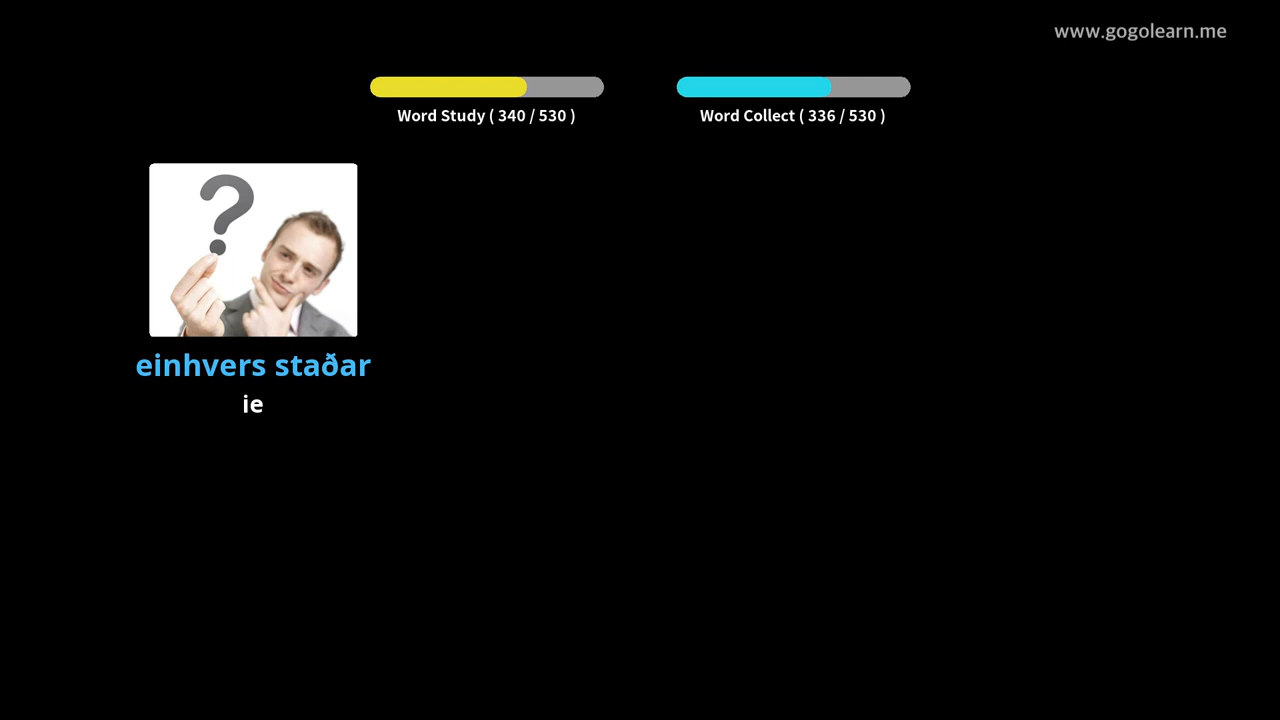 www.gogolearn.me
Word Study ( 340 / 530 )
Word Collect ( 336 / 530 )
?
einhvers staðar
ie